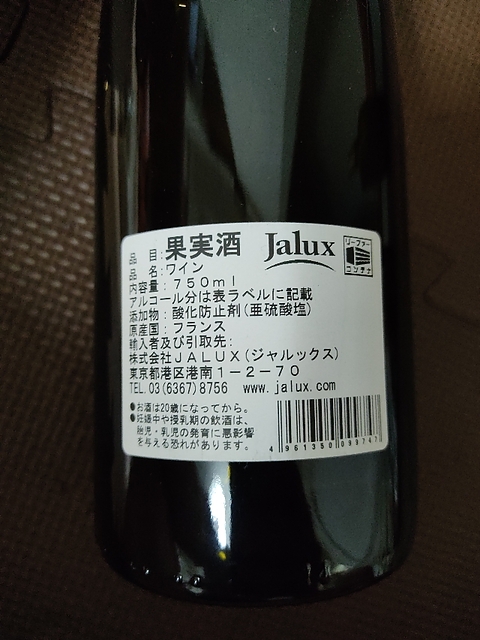 品 目:果実酒 Jalux
リーファー
コンテナ
品 名:ワイン
内容量:750ml
アルコール分は表ラベルに記載
添加物:酸化防止剤(亜硫酸塩)
原産国:フランス
輸入者及び引取先:
株式会社JALUX(ジャルックス)
東京都港区港南1-2-70
TEL.03(6367)8756 www.jalux.com
●お酒は20歳になってから。
●妊娠中や授乳期の飲酒は、
胎児・乳児の発育に悪影響
を与える恐れがあります。
4961350099747